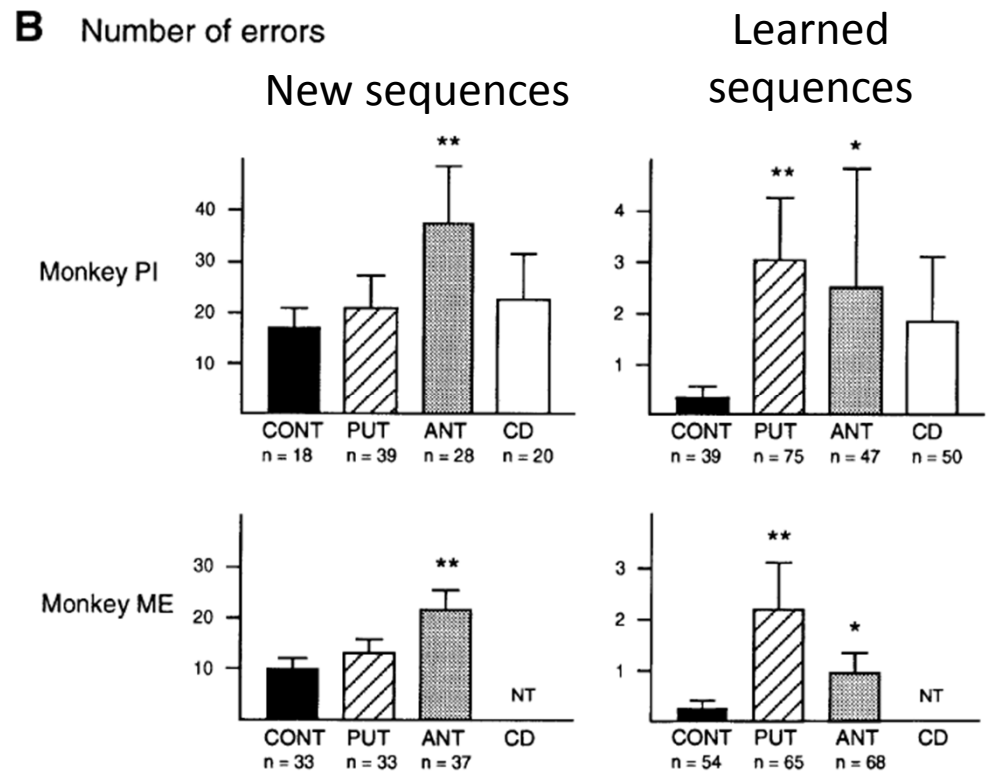 B Number of errors
New sequences
Learned
sequences
Monkey PI
40
30
20
10
**
CONT PUT ANT CD
n = 18 n = 39 n = 28 n = 20
4
3
2
1
** *
CONT PUT ANT CD
n = 39 n = 75 n = 47 n = 50
Monkey ME
30
20
10
**
NT
CONT PUT ANT CD
n = 33 n = 33 n = 37
3
2
1
** *
NT
CONT PUT ANT CD
n = 54 n = 65 n = 68